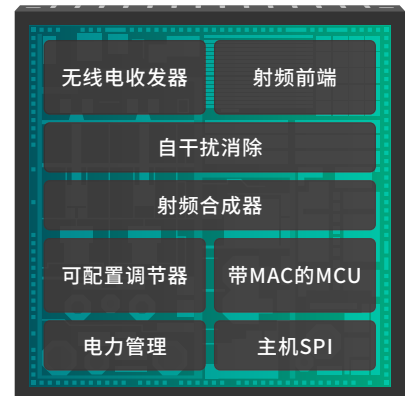 无线电收发器
射频前端
自干扰消除
射频合成器
可配置调节器
带MAC的MCU
电力管理
主机SPI